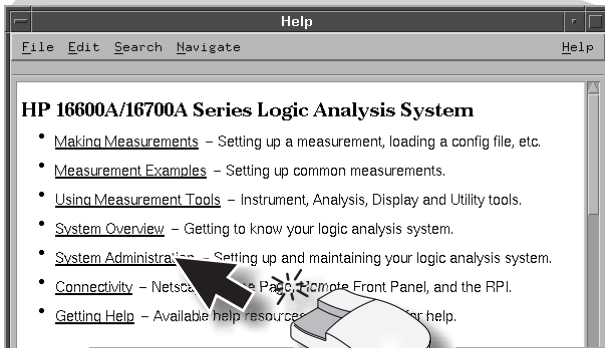 Help
File Edit Search Navigate Help
HP 16600A/16700A Series Logic Analysis System
• Making Measurements – Setting up a measurement, loading a config file, etc.
• Measurement Examples – Setting up common measurements.
• Using Measurement Tools – Instrument, Analysis, Display and Utility tools.
• System Overview – Getting to know your logic analysis system.
• System Administration – Setting up and maintaining your logic analysis system.
• Connectivity – Page, Remote Front Panel, and the RPI.
• Getting Help – Available help resources for help.